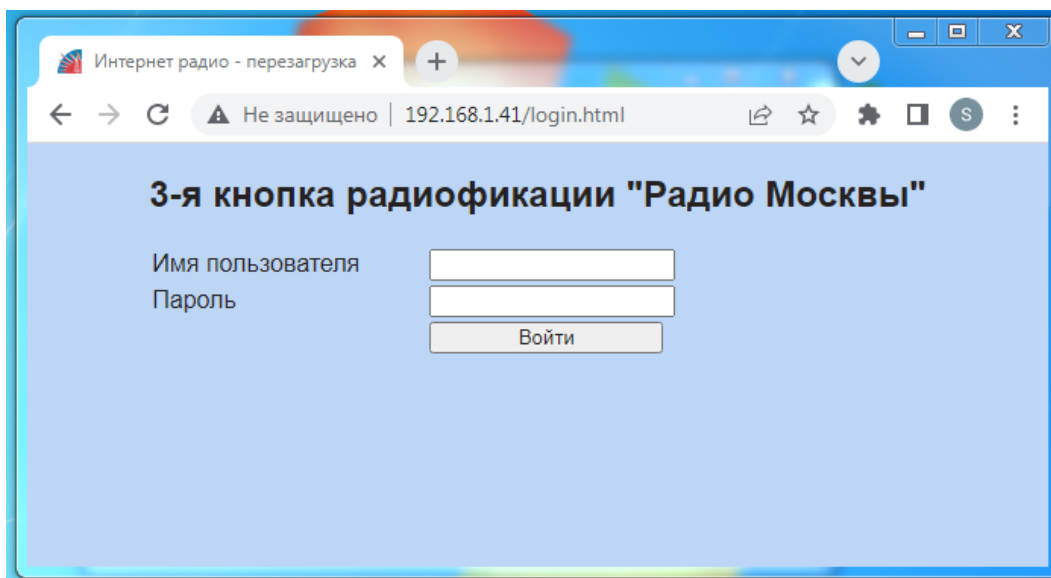 Интернет радио - перезагрузка
Не защищено | 192.168.1.41/login.html
S
3-я кнопка радиофикации "Радио Москвы"
Имя пользователя
Пароль
Войти